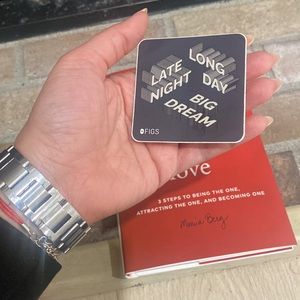 LATE NIGHT
LONG DAY
BIG DREAM
FIGS
love
3 STEPS TO BEING THE ONE,
ATTRACTING THE ONE, AND BECOMING ONE